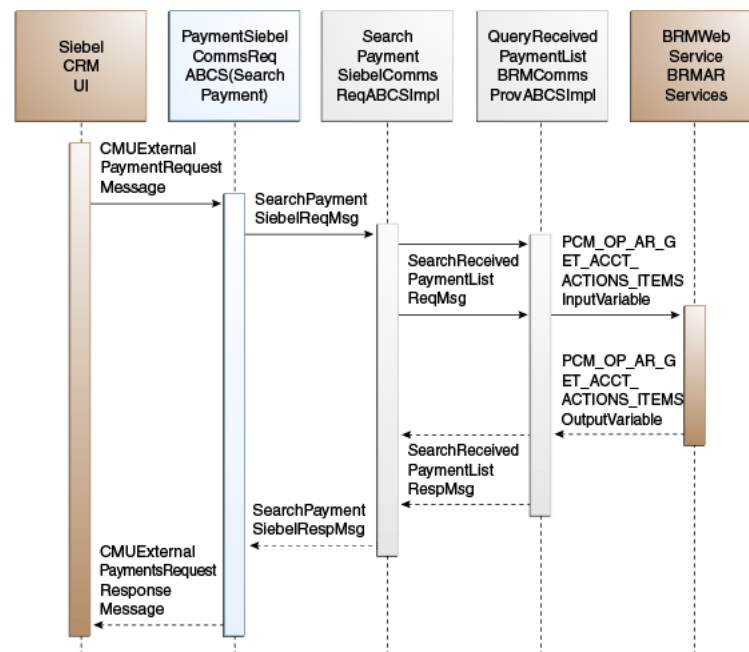 Siebel
CRM
UI
PaymentSiebel
CommsReq
ABCS(Search
Payment)
Search
Payment
SiebelComms
ReqABCSImpl
QueryReceived
PaymentList
BRMComms
ProvABCSImpl
BRMWeb
Service
BRMAR
Services
CMUExternal
PaymentRequest
Message
SearchPayment
SiebelReqMsg
SearchReceived
PaymentList
ReqMsg
PCM_OP_AR_G
ET_ACCT_
ACTIONS_ITEMS
InputVariable
PCM_OP_AR_G
ET_ACCT_
ACTIONS_ITEMS
OutputVariable
SearchReceived
PaymentList
RespMsg
SearchPayment
SiebelRespMsg
CMUExternal
PaymentsRequest
Response
Message